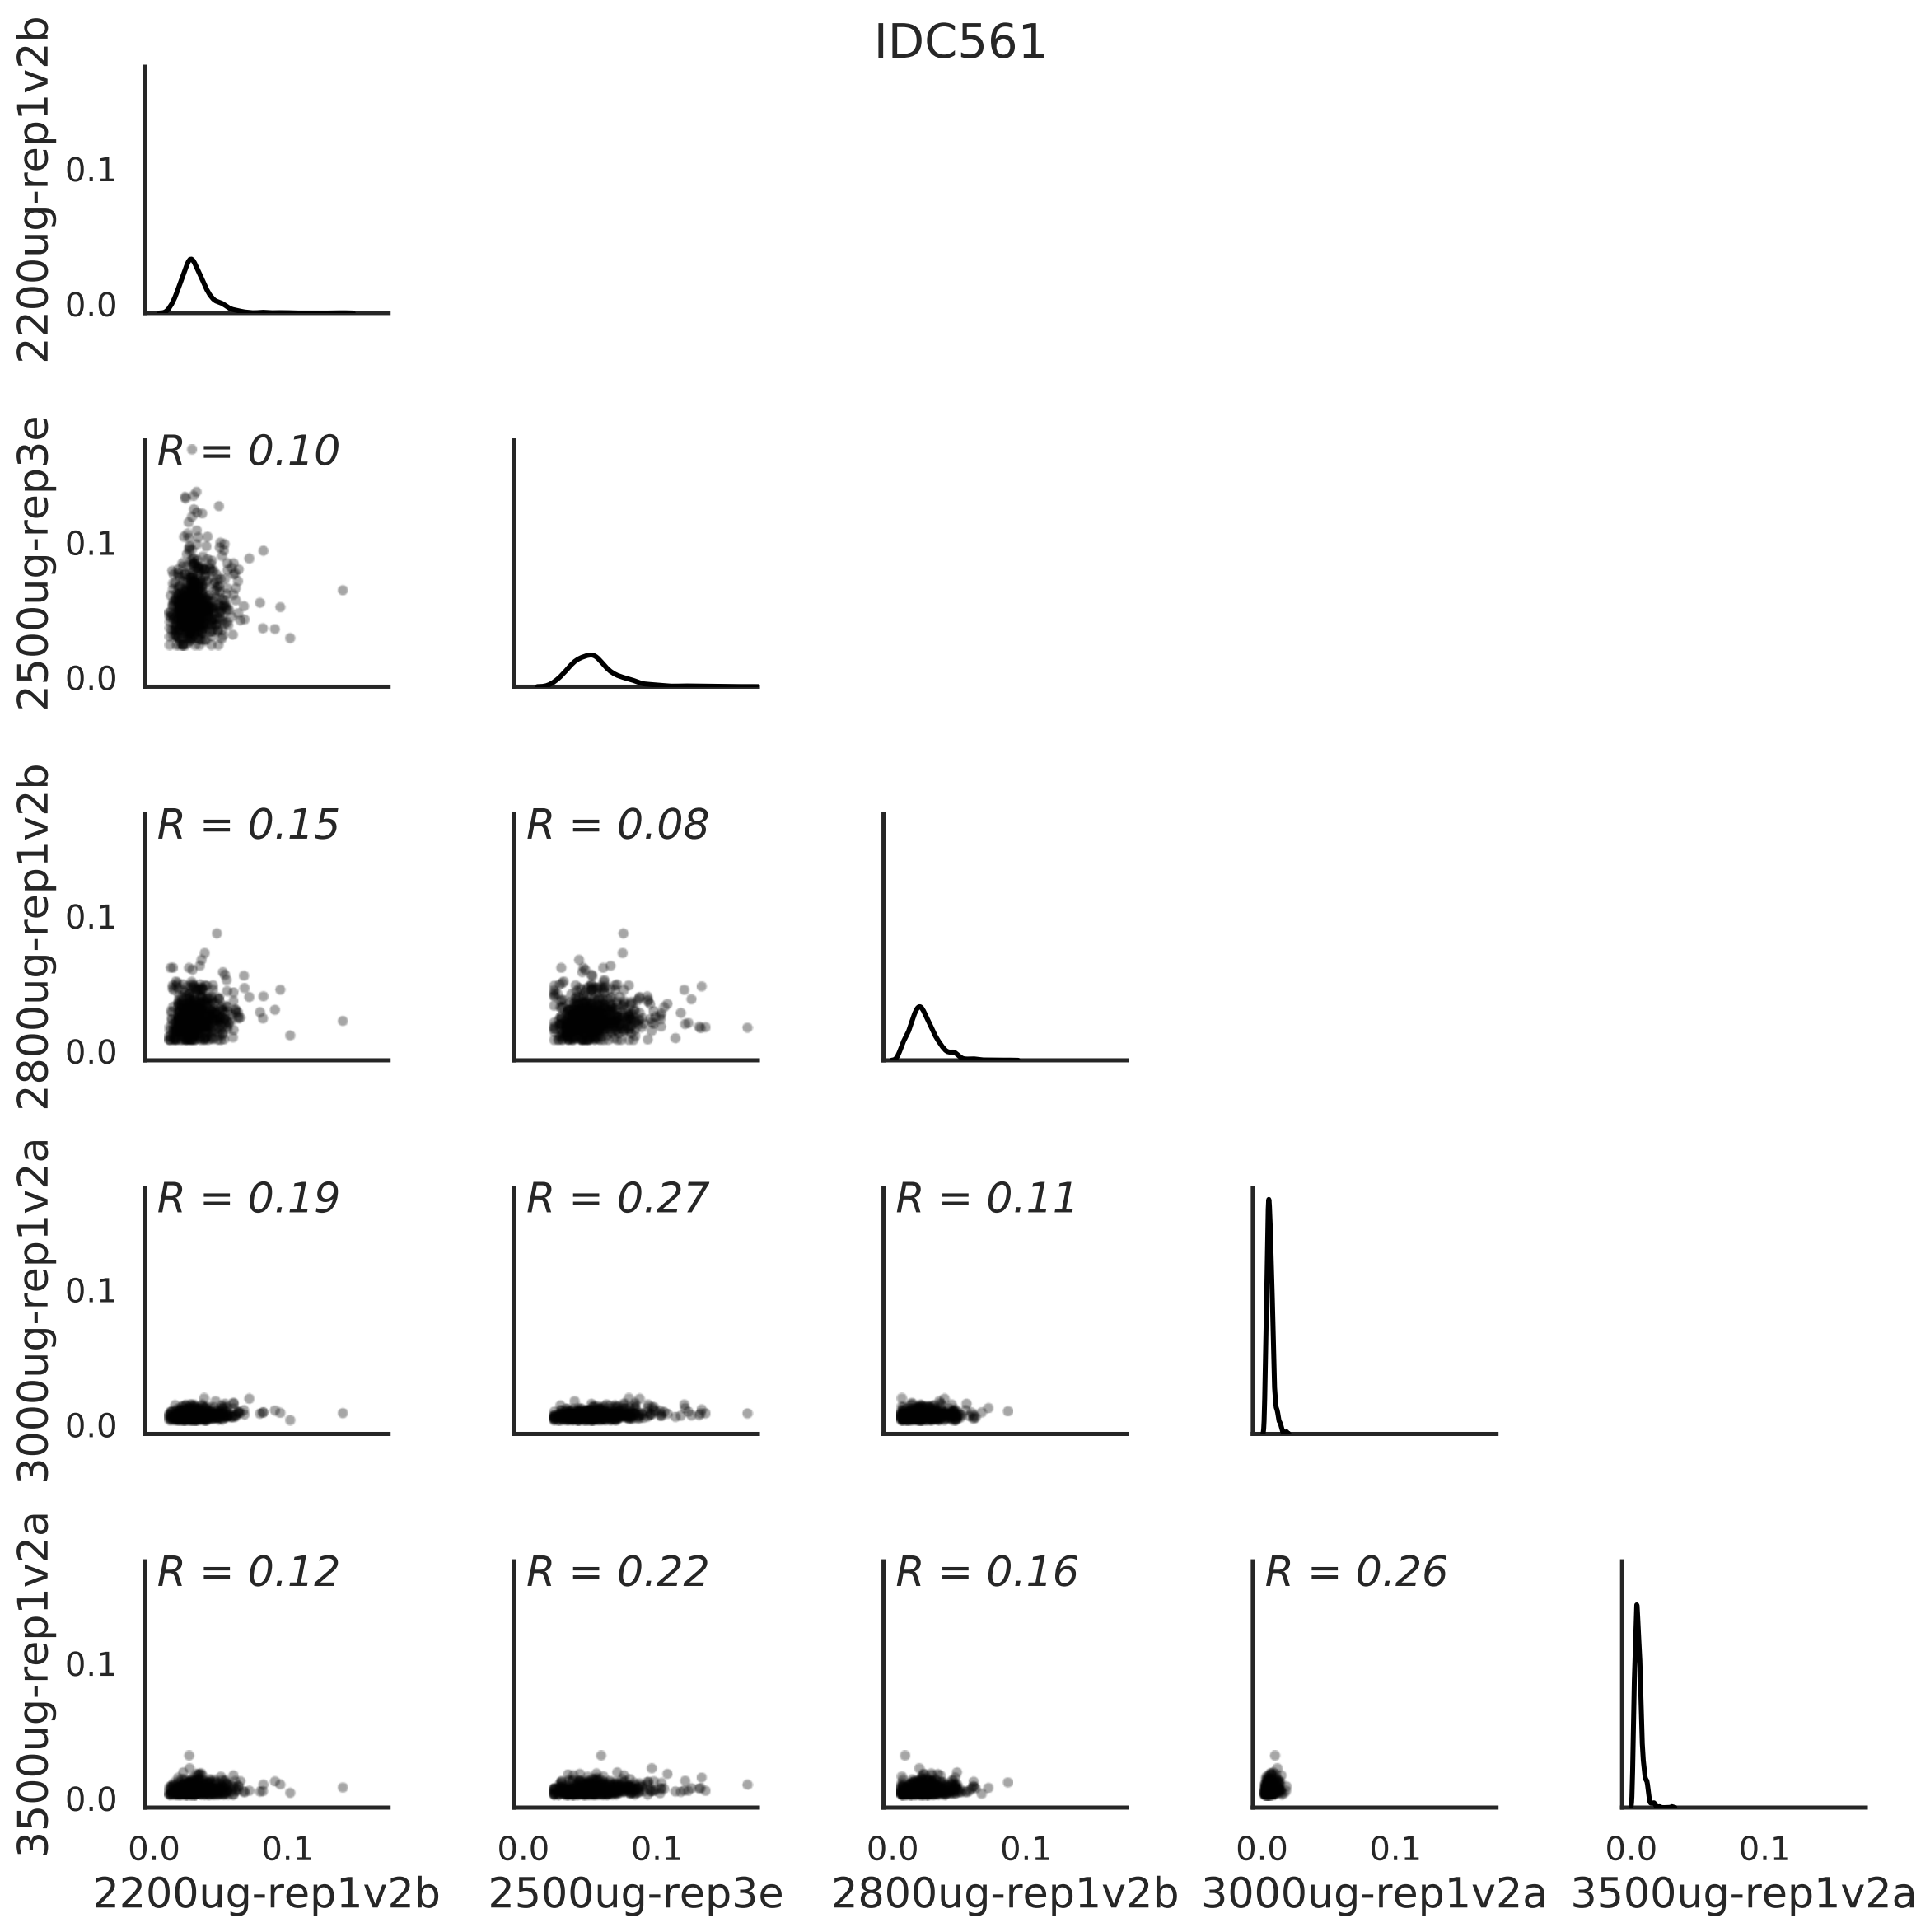 IDC561
2200ug-rep1v2b
0.1
0.0
2500ug-rep3e
0.1
0.0
R = 0.10
2800ug-rep1v2b
0.1
0.0
R = 0.15
R = 0.08
3000ug-rep1v2a
0.1
0.0
R = 0.19
R = 0.27
R = 0.11
3500ug-rep1v2a
0.1
0.0
R = 0.12
R = 0.22
R = 0.16
R = 0.26
0.0 0.1 0.0 0.1 0.0 0.1 0.0 0.1 0.0 0.1
2200ug-rep1v2b 2500ug-rep3e 2800ug-rep1v2b 3000ug-rep1v2a 3500ug-rep1v2a